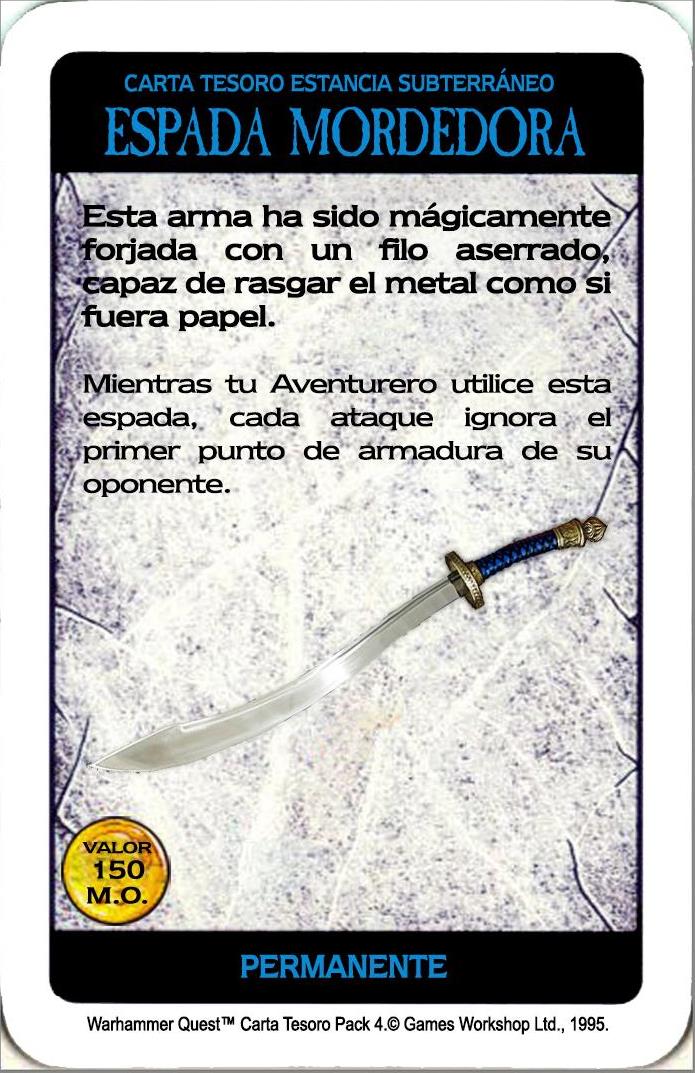 CARTA TESORO ESTANCIA SUBTERRÁNEO
ESPADA MORDEDORA
Esta arma ha sido mágicamente
forjada con un filo aserrado,
capaz de rasgar el metal como si
fuera papel.
Mientras tu Aventurero utilice esta
espada, cada ataque ignora el
primer punto de armadura de su
oponente.
VALOR
150
M.O.
PERMANENTE
Warhammer Quest™ Carta Tesoro Pack 4.© Games Workshop Ltd., 1995.